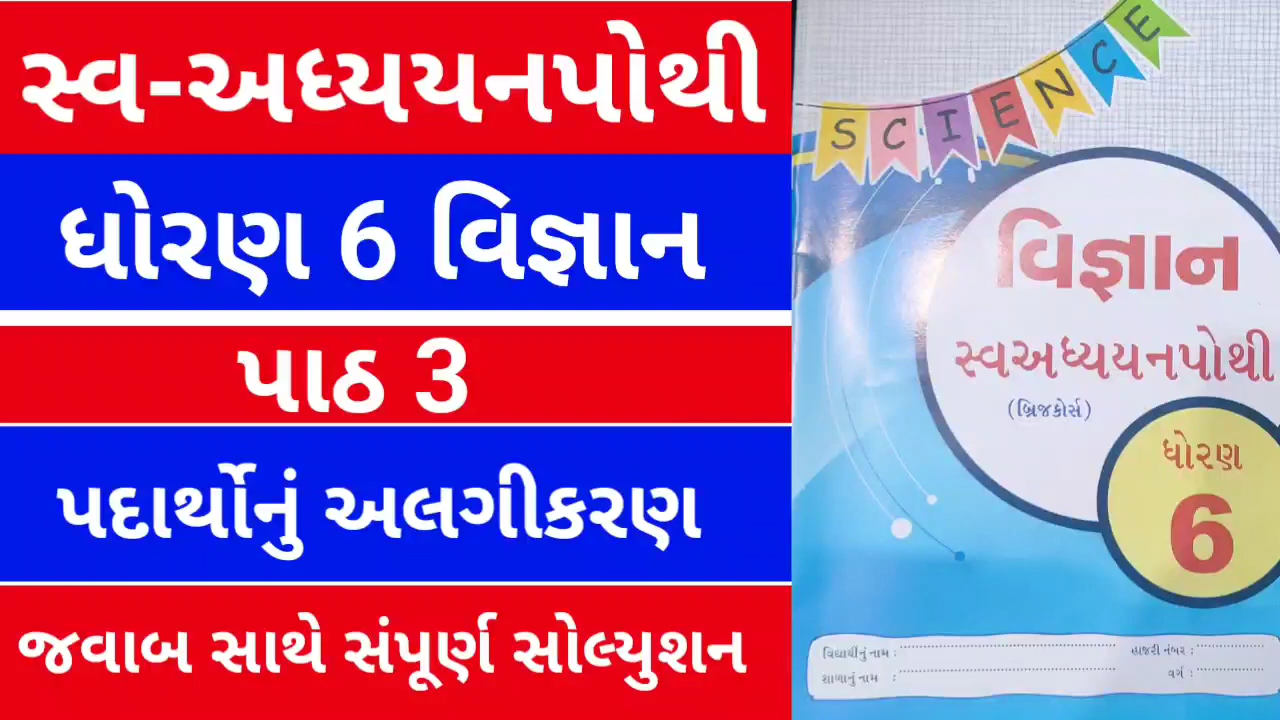 સ્વ-અધ્યયનપોથી
ધોરણ 6 વિજ્ઞાન
પાઠ 3
પદાર્થોનું અલગીકરણ
જવાબ સાથે સંપૂર્ણ સોલ્યુશન
SCIENCE
વિજ્ઞાન
સ્વઅધ્યયનપોથી
(બ્રિજકોર્સ)
ધોરણ
6
વિદ્યાર્થીનું નામ : હાજરી નંબર :
શાળાનું નામ : વર્ગ :